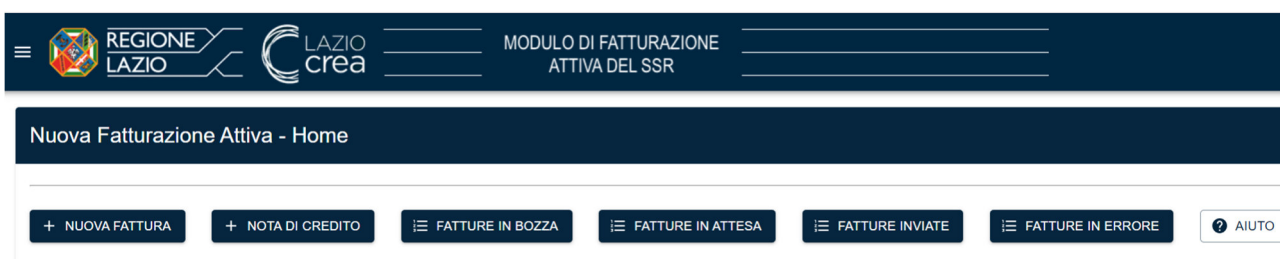 REGIONE
LAZIO
LAZIO
crea
MODULO DI FATTURAZIONE
ATTIVA DEL SSR
Nuova Fatturazione Attiva - Home
+ NUOVA FATTURA + NOTA DI CREDITO FATTURE IN BOZZA FATTURE IN ATTESA FATTURE INVIATE FATTURE IN ERRORE ? AIUTO